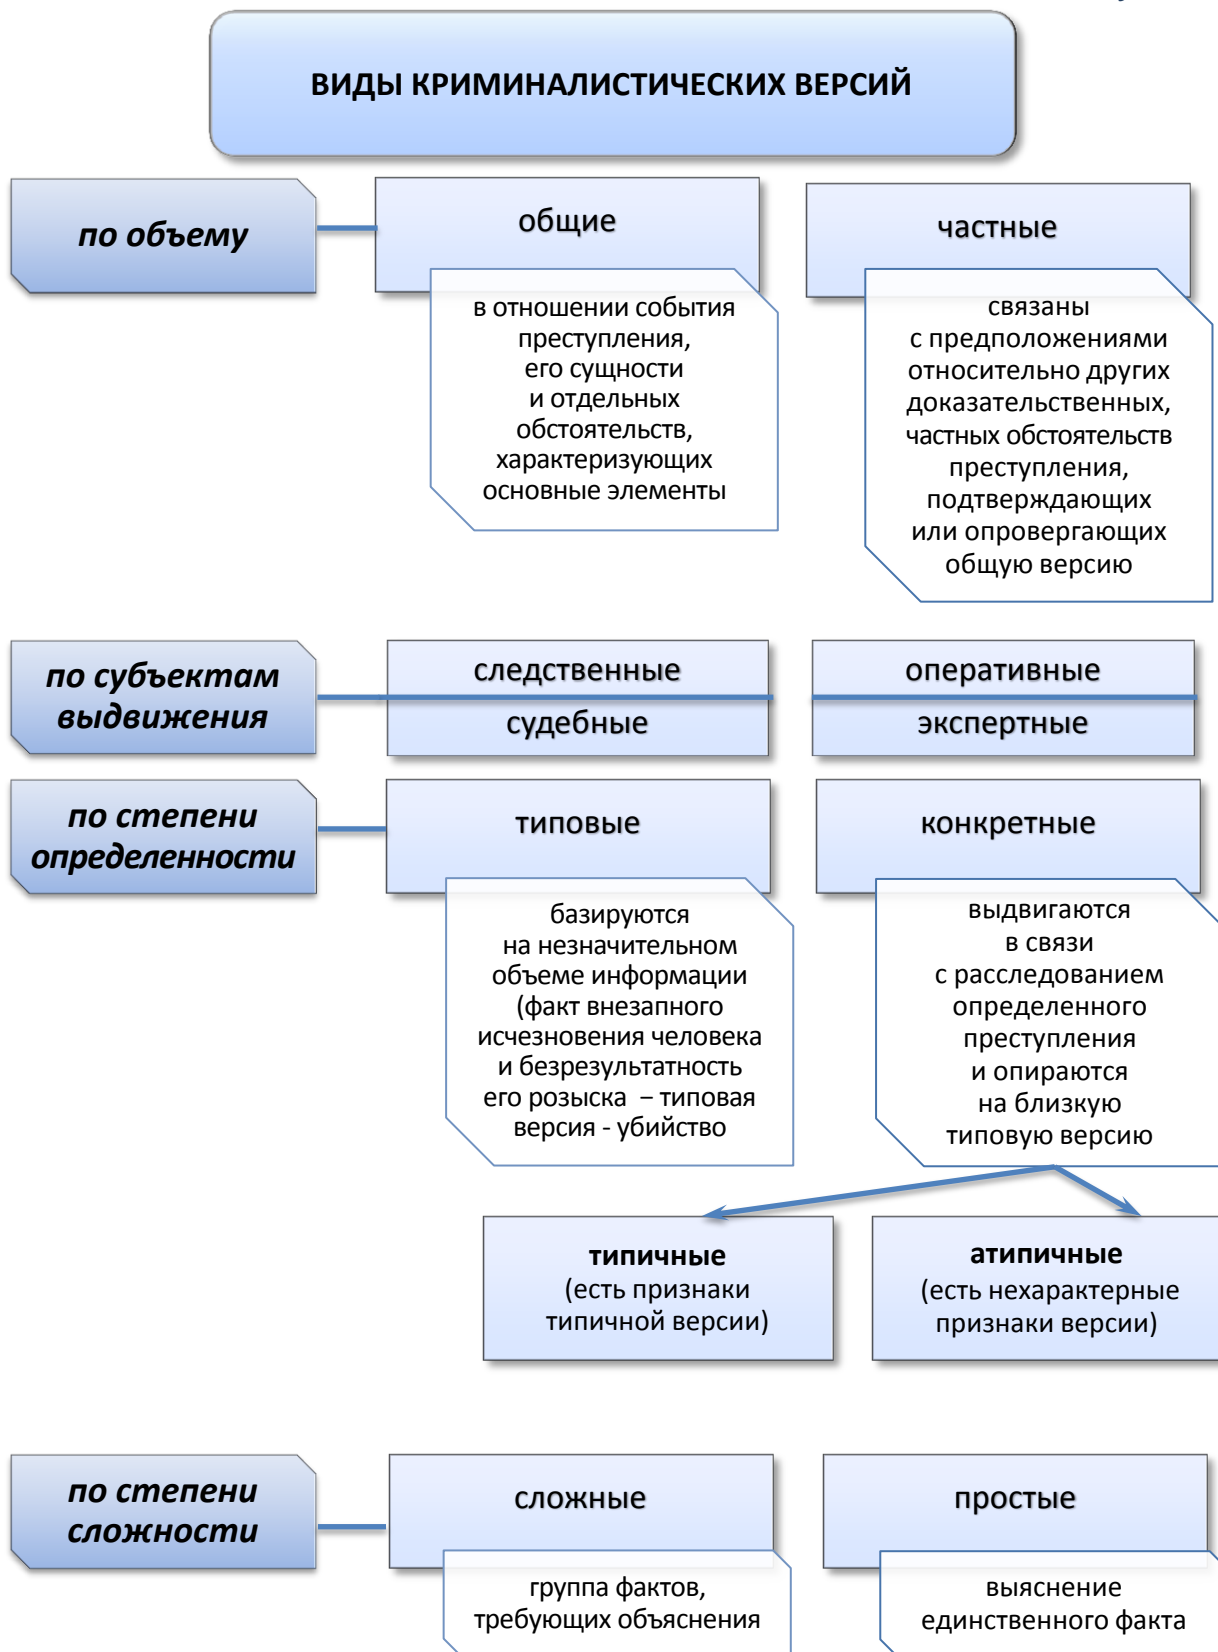 ВИДЫ КРИМИНАЛИСТИЧЕСКИХ ВЕРСИЙ
по объему
общие
в отношении события
преступления,
его сущности
и отдельных
обстоятельств,
характеризующих
основные элементы
частные
связаны
с предположениями
относительно других
доказательственных,
частных обстоятельств
преступления,
подтверждающих
или опровергающих
общую версию
по субъектам
выдвижения
следственные
судебные
оперативные
экспертные
по степени
определенности
типовые
базируются
на незначительном
объеме информации
(факт внезапного
исчезновения человека
и безрезультатность
его розыска – типовая
версия - убийство
конкретные
выдвигаются
в связи
с расследованием
определенного
преступления
и опираются
на близкую
типовую версию
типичные
(есть признаки
типичной версии)
атипичные
(есть нехарактерные
признаки версии)
по степени
сложности
сложные
группа фактов,
требующих объяснения
простые
выяснение
единственного факта